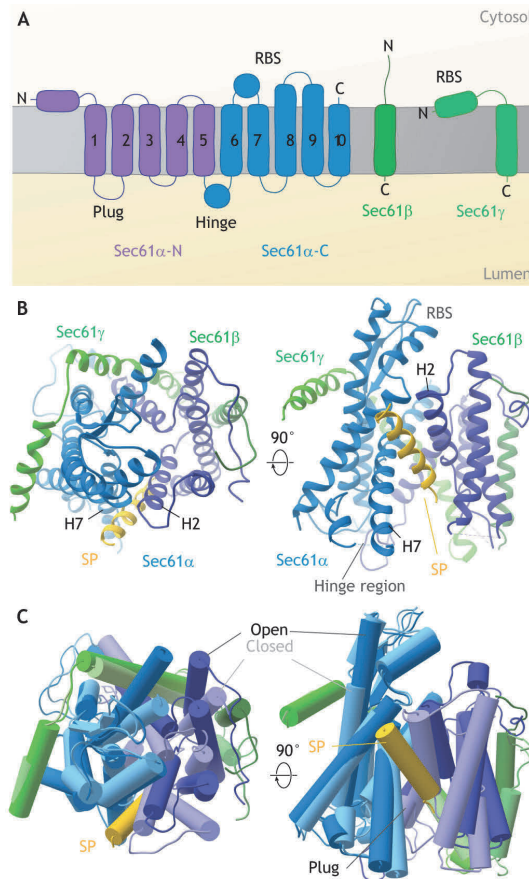 A
Cytosol
N
RBS
N
C
RBS
N
1 2 3 4 5 6 7 8 9 10
Plug
Hinge
C
Sec61β
C
Sec61γ
Sec61α-N
Sec61α-C
Lumen
B
Sec61γ
Sec61β
H7
H2
SP
Sec61α
90°
RBS
Sec61γ
H2
Sec61β
Sec61α
H7
SP
Hinge region
C
Open
Closed
SP
90°
SP
Plug